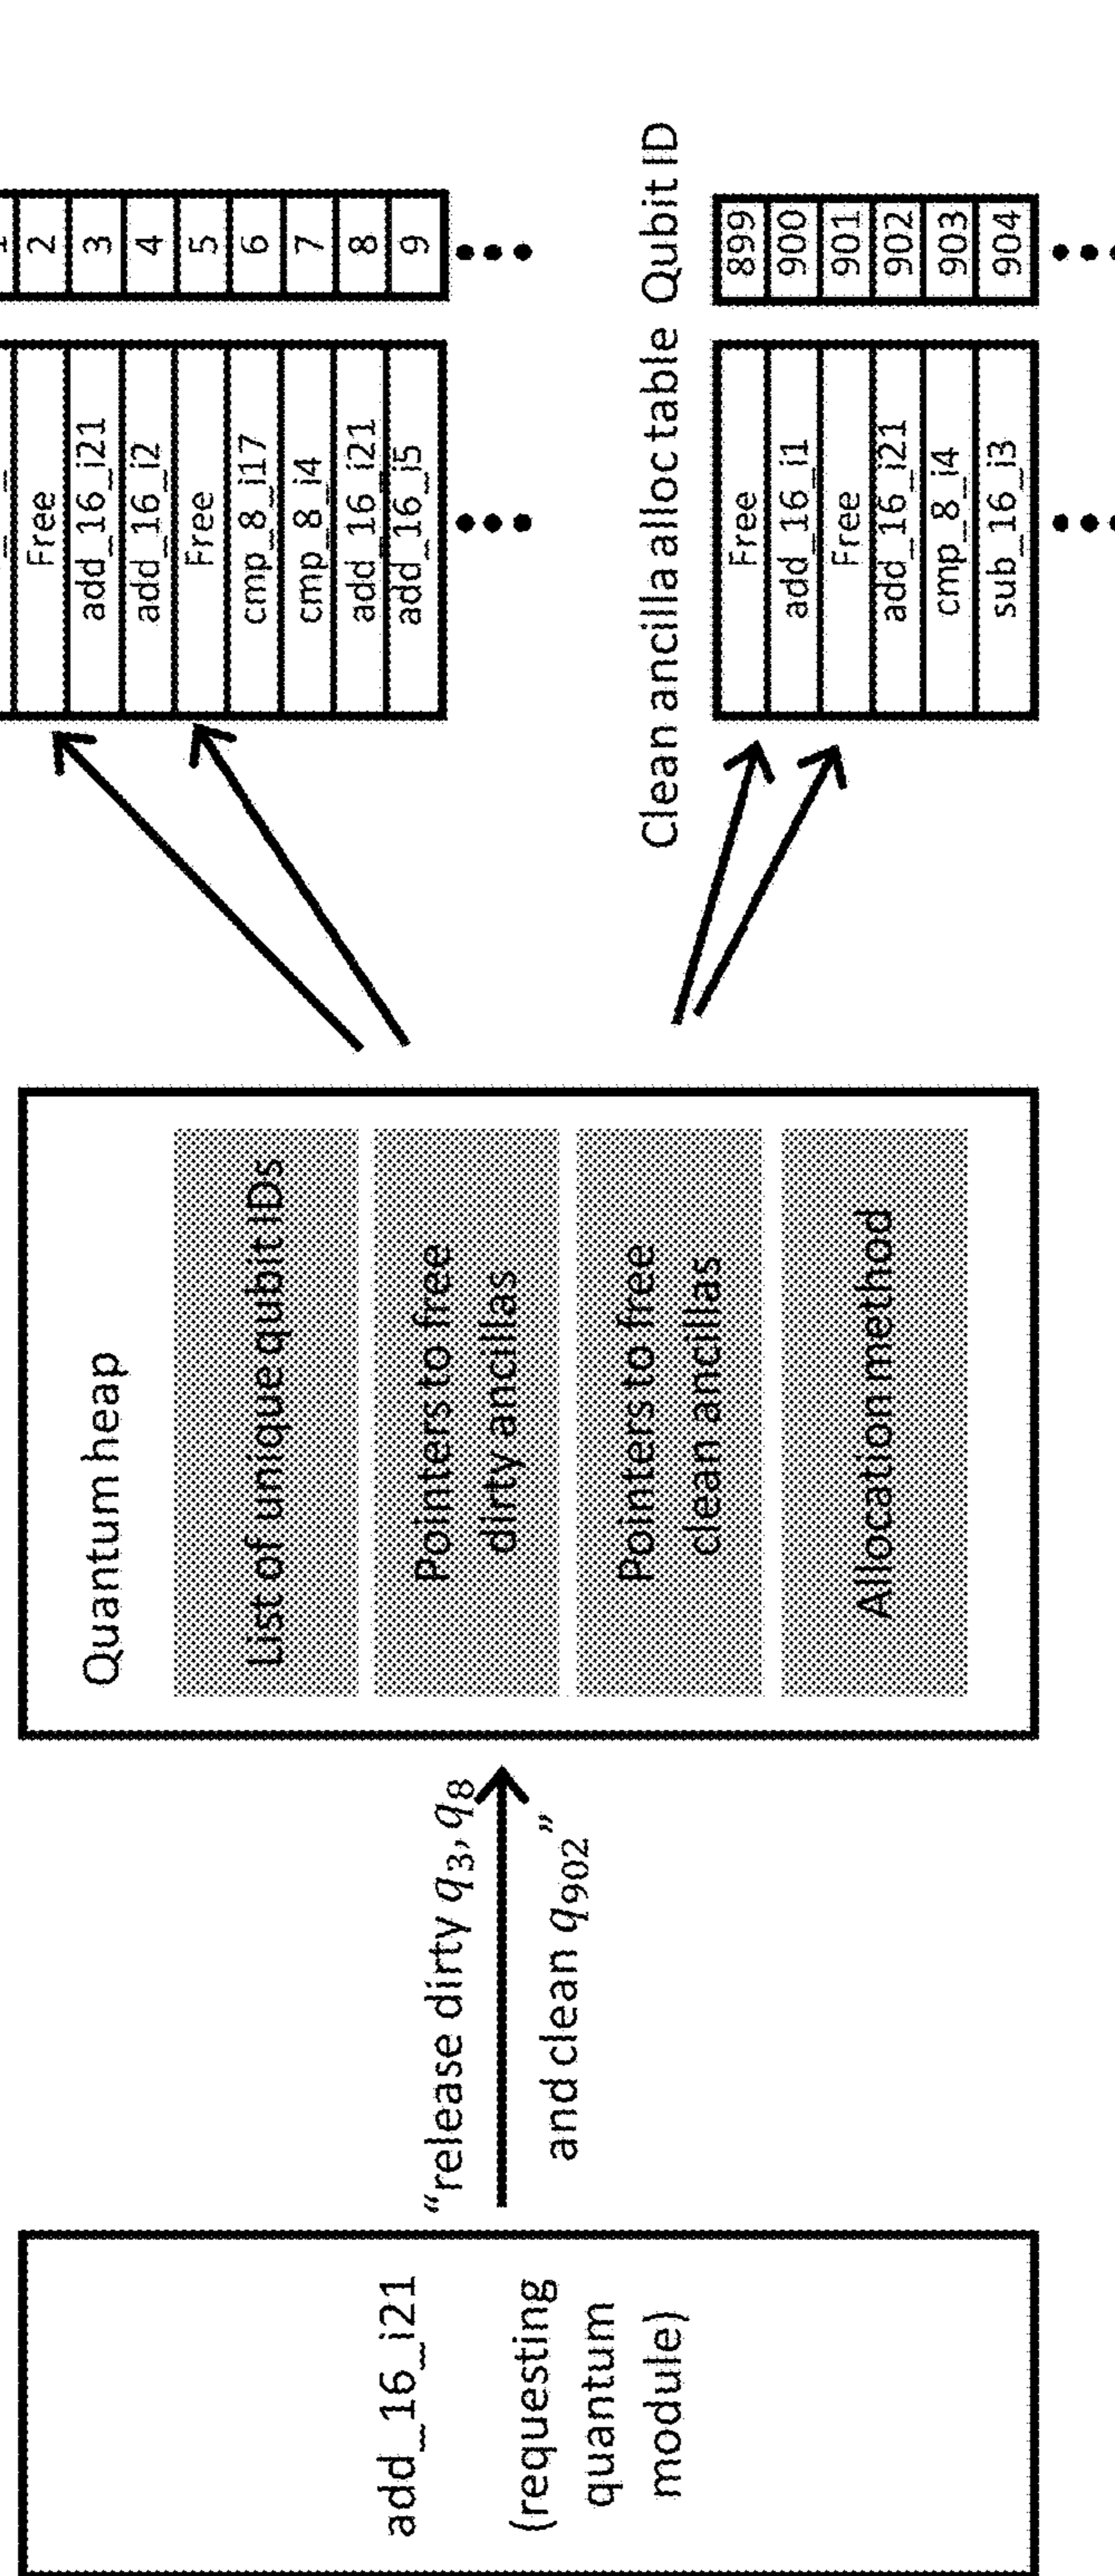 add_16_i21
(requesting
quantum
module)
“release dirty q3, q8
and clean q902”
Quantum heap
List of unique qubit IDs
Pointers to free
dirty ancillas
Pointers to free
clean ancillas
Allocation method
Free 2
add_16_i21 3
add_16_i2 4
Free 5
cmp_8_i17 6
cmp_8_i4 7
add_16_i21 8
add_16_i5 9
Clean ancilla alloc table Qubit ID
Free 899
add_16_i1 900
Free 901
add_16_i21 902
cmp_8_i4 903
sub_16_i3 904